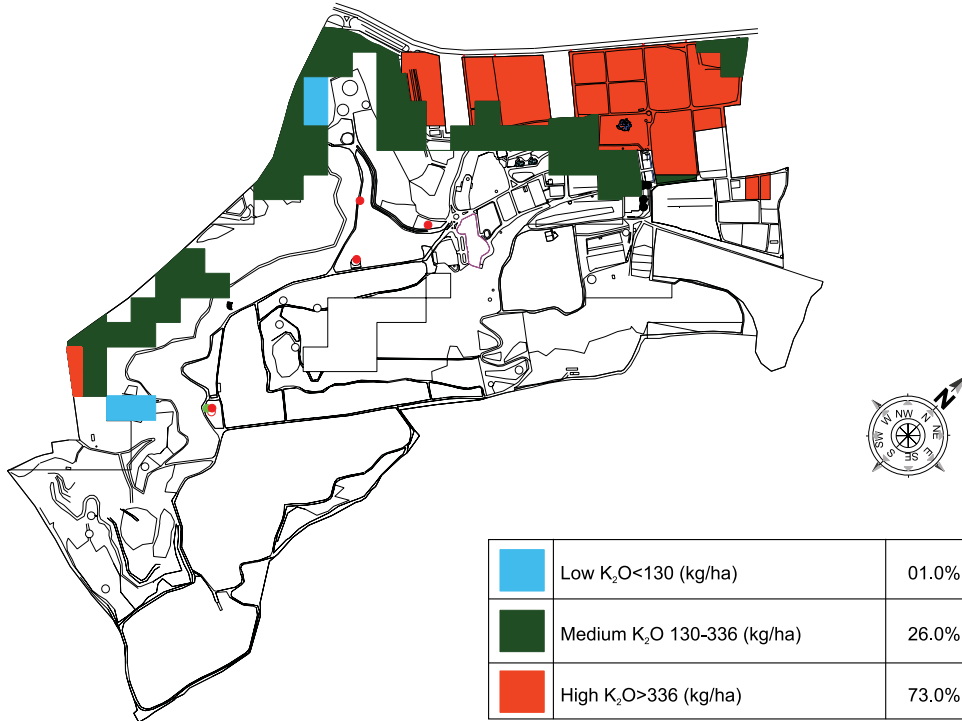 N
W NW N
SW NE
S SE E
Low K₂O<130 (kg/ha) 01.0%
Medium K₂O 130-336 (kg/ha) 26.0%
High K₂O>336 (kg/ha) 73.0%